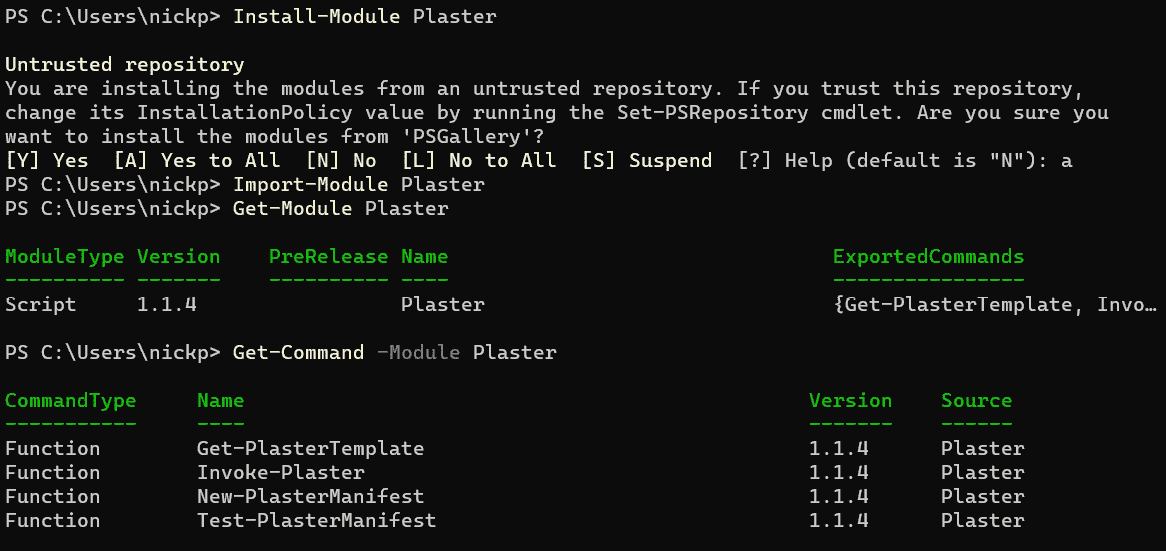 PS C:\Users\nickp> Install-Module Plaster
Untrusted repository
You are installing the modules from an untrusted repository. If you trust this repository,
change its InstallationPolicy value by running the Set-PSRepository cmdlet. Are you sure you
want to install the modules from 'PSGallery'?
[Y] Yes  [A] Yes to All  [N] No  [L] No to All  [S] Suspend  [?] Help (default is "N"): a
PS C:\Users\nickp> Import-Module Plaster
PS C:\Users\nickp> Get-Module Plaster
ModuleType Version    PreRelease Name                                ExportedCommands
---------- -------    ---------- ----                                ----------------
Script     1.1.4                 Plaster                             {Get-PlasterTemplate, Invo…
PS C:\Users\nickp> Get-Command -Module Plaster
CommandType     Name                                               Version    Source
-----------     ----                                               -------    ------
Function        Get-PlasterTemplate                                1.1.4      Plaster
Function        Invoke-Plaster                                     1.1.4      Plaster
Function        New-PlasterManifest                                1.1.4      Plaster
Function        Test-PlasterManifest                               1.1.4      Plaster